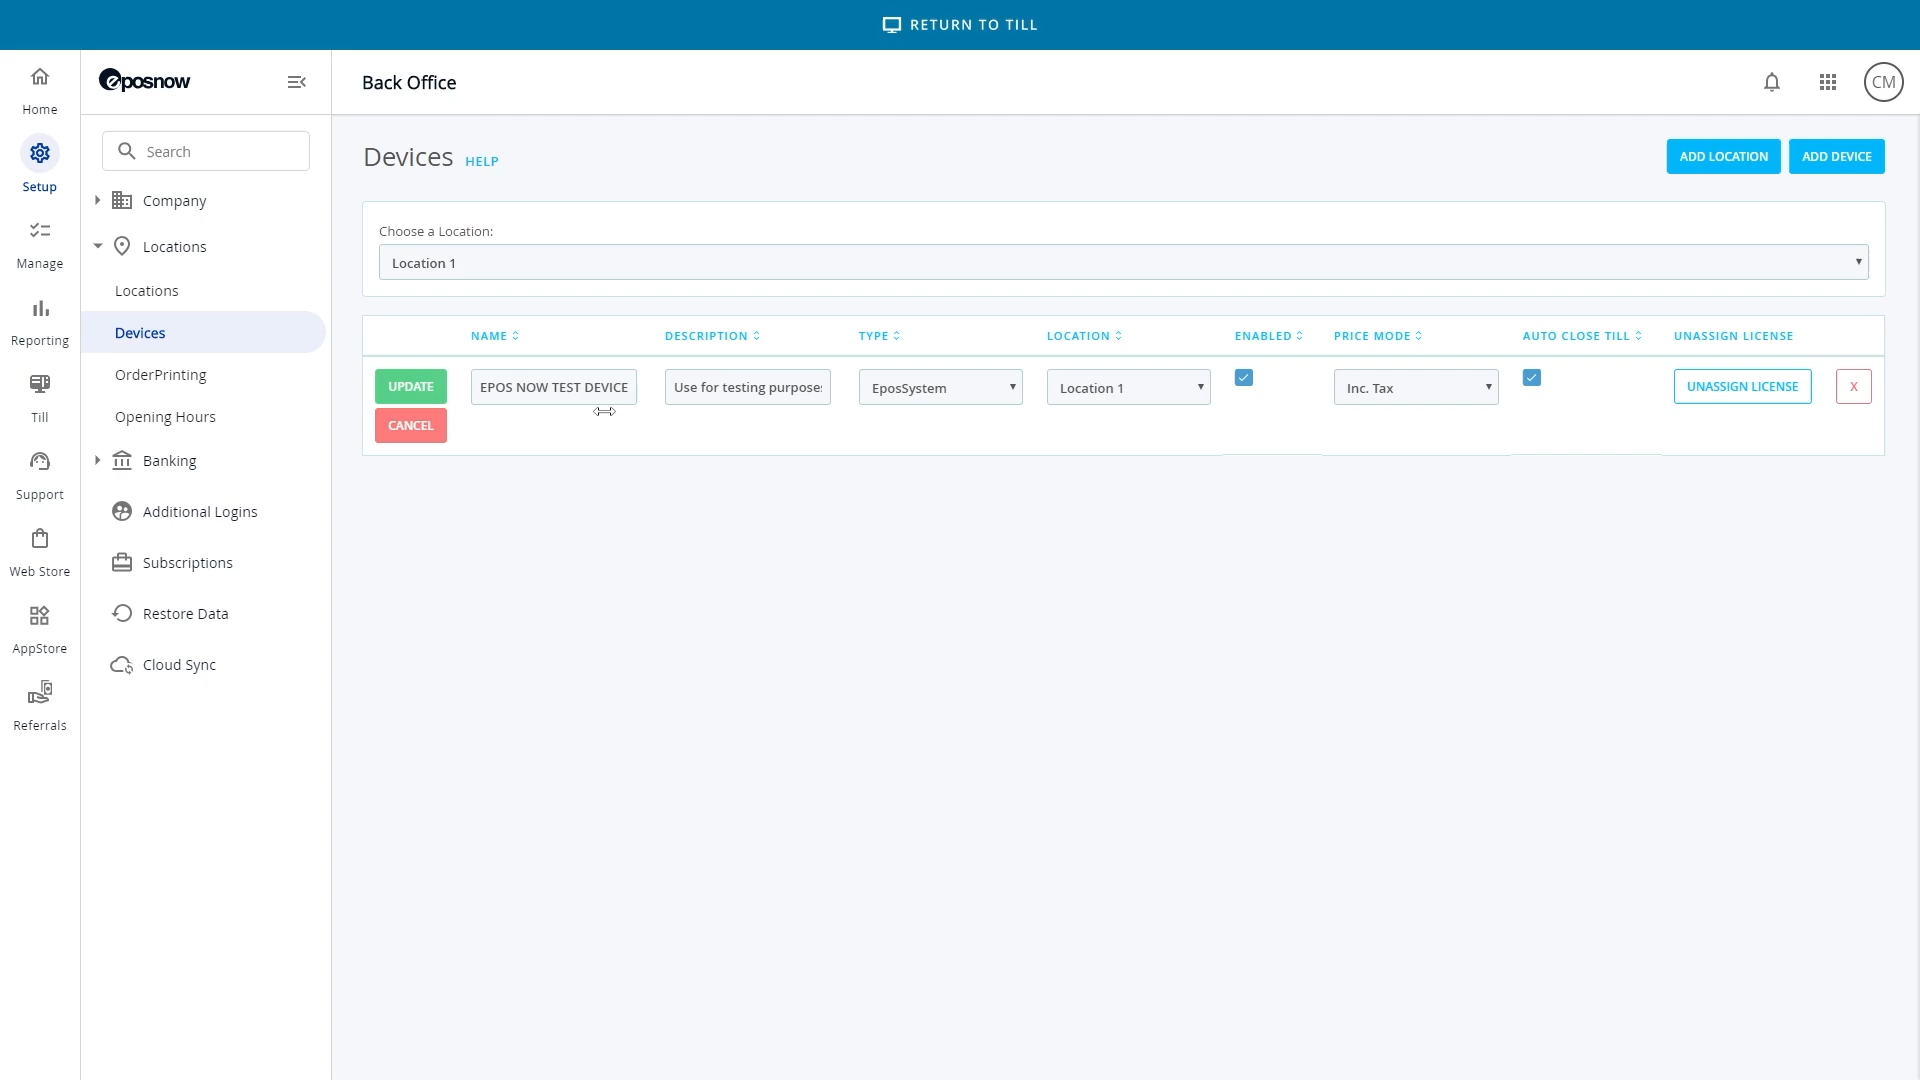 RETURN TO TILL
Home
Setup
Manage
Reporting
Till
Support
Web Store
AppStore
Referrals
eposnow
Search
Company
Locations
Locations
Devices
OrderPrinting
Opening Hours
Banking
Additional Logins
Subscriptions
Restore Data
Cloud Sync
Back Office
CM
Devices HELP
ADD LOCATION ADD DEVICE
Choose a Location:
Location 1
NAME DESCRIPTION TYPE LOCATION ENABLED PRICE MODE AUTO CLOSE TILL UNASSIGN LICENSE
UPDATE EPOS NOW TEST DEVICE Use for testing purposes EposSystem Location 1 Inc. Tax UNASSIGN LICENSE X
CANCEL